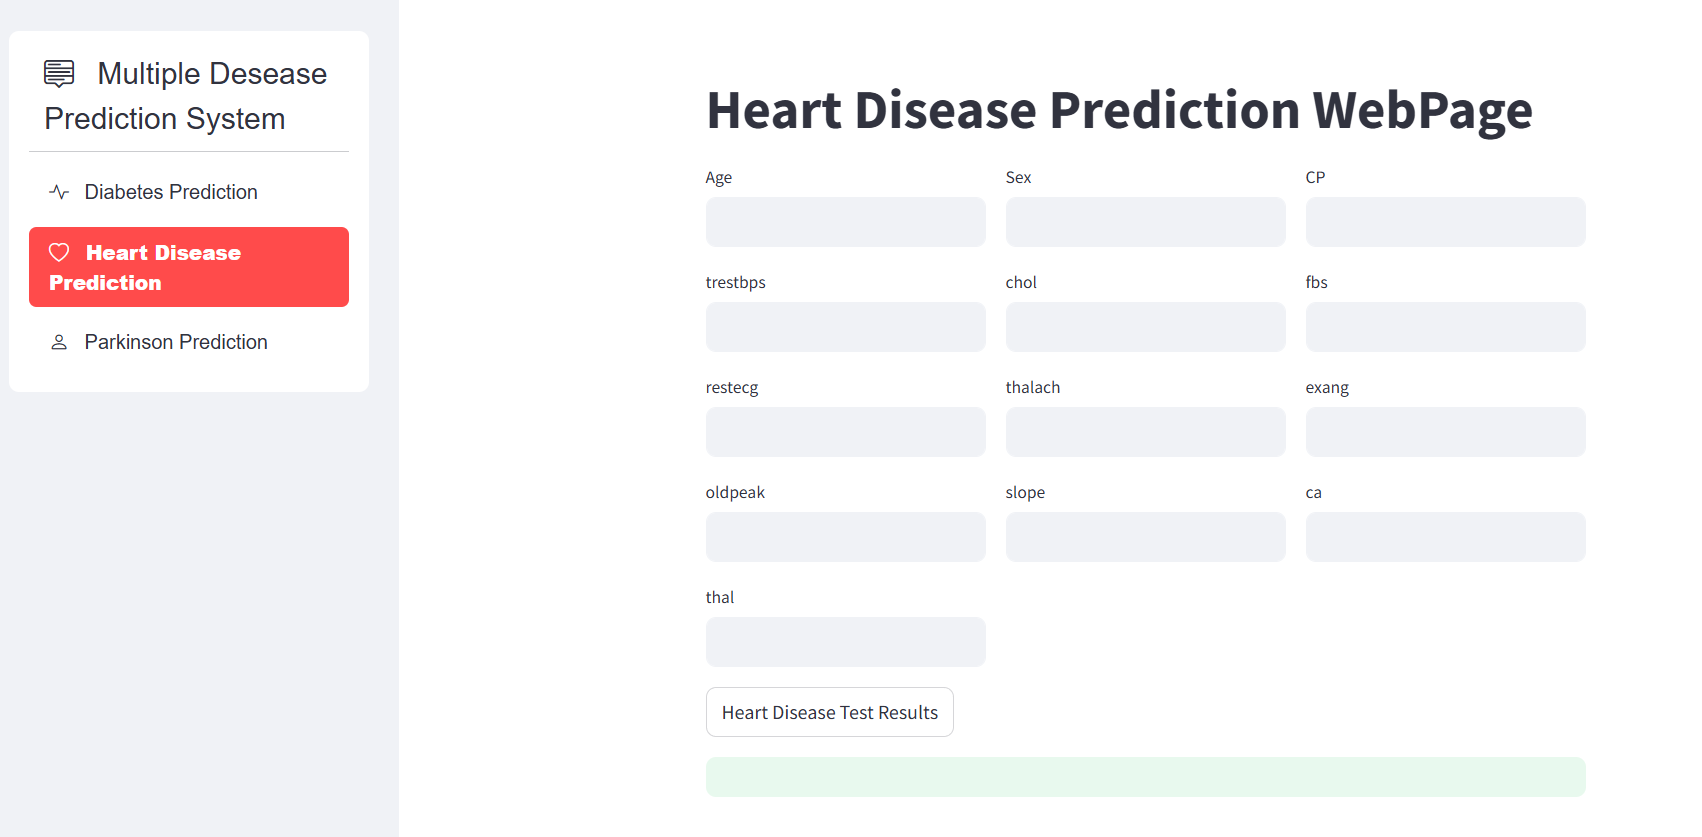 Multiple Desease
Prediction System
Diabetes Prediction
Heart Disease
Prediction
Parkinson Prediction
Heart Disease Prediction WebPage
Age Sex CP
trestbps chol fbs
restecg thalach exang
oldpeak slope ca
thal
Heart Disease Test Results